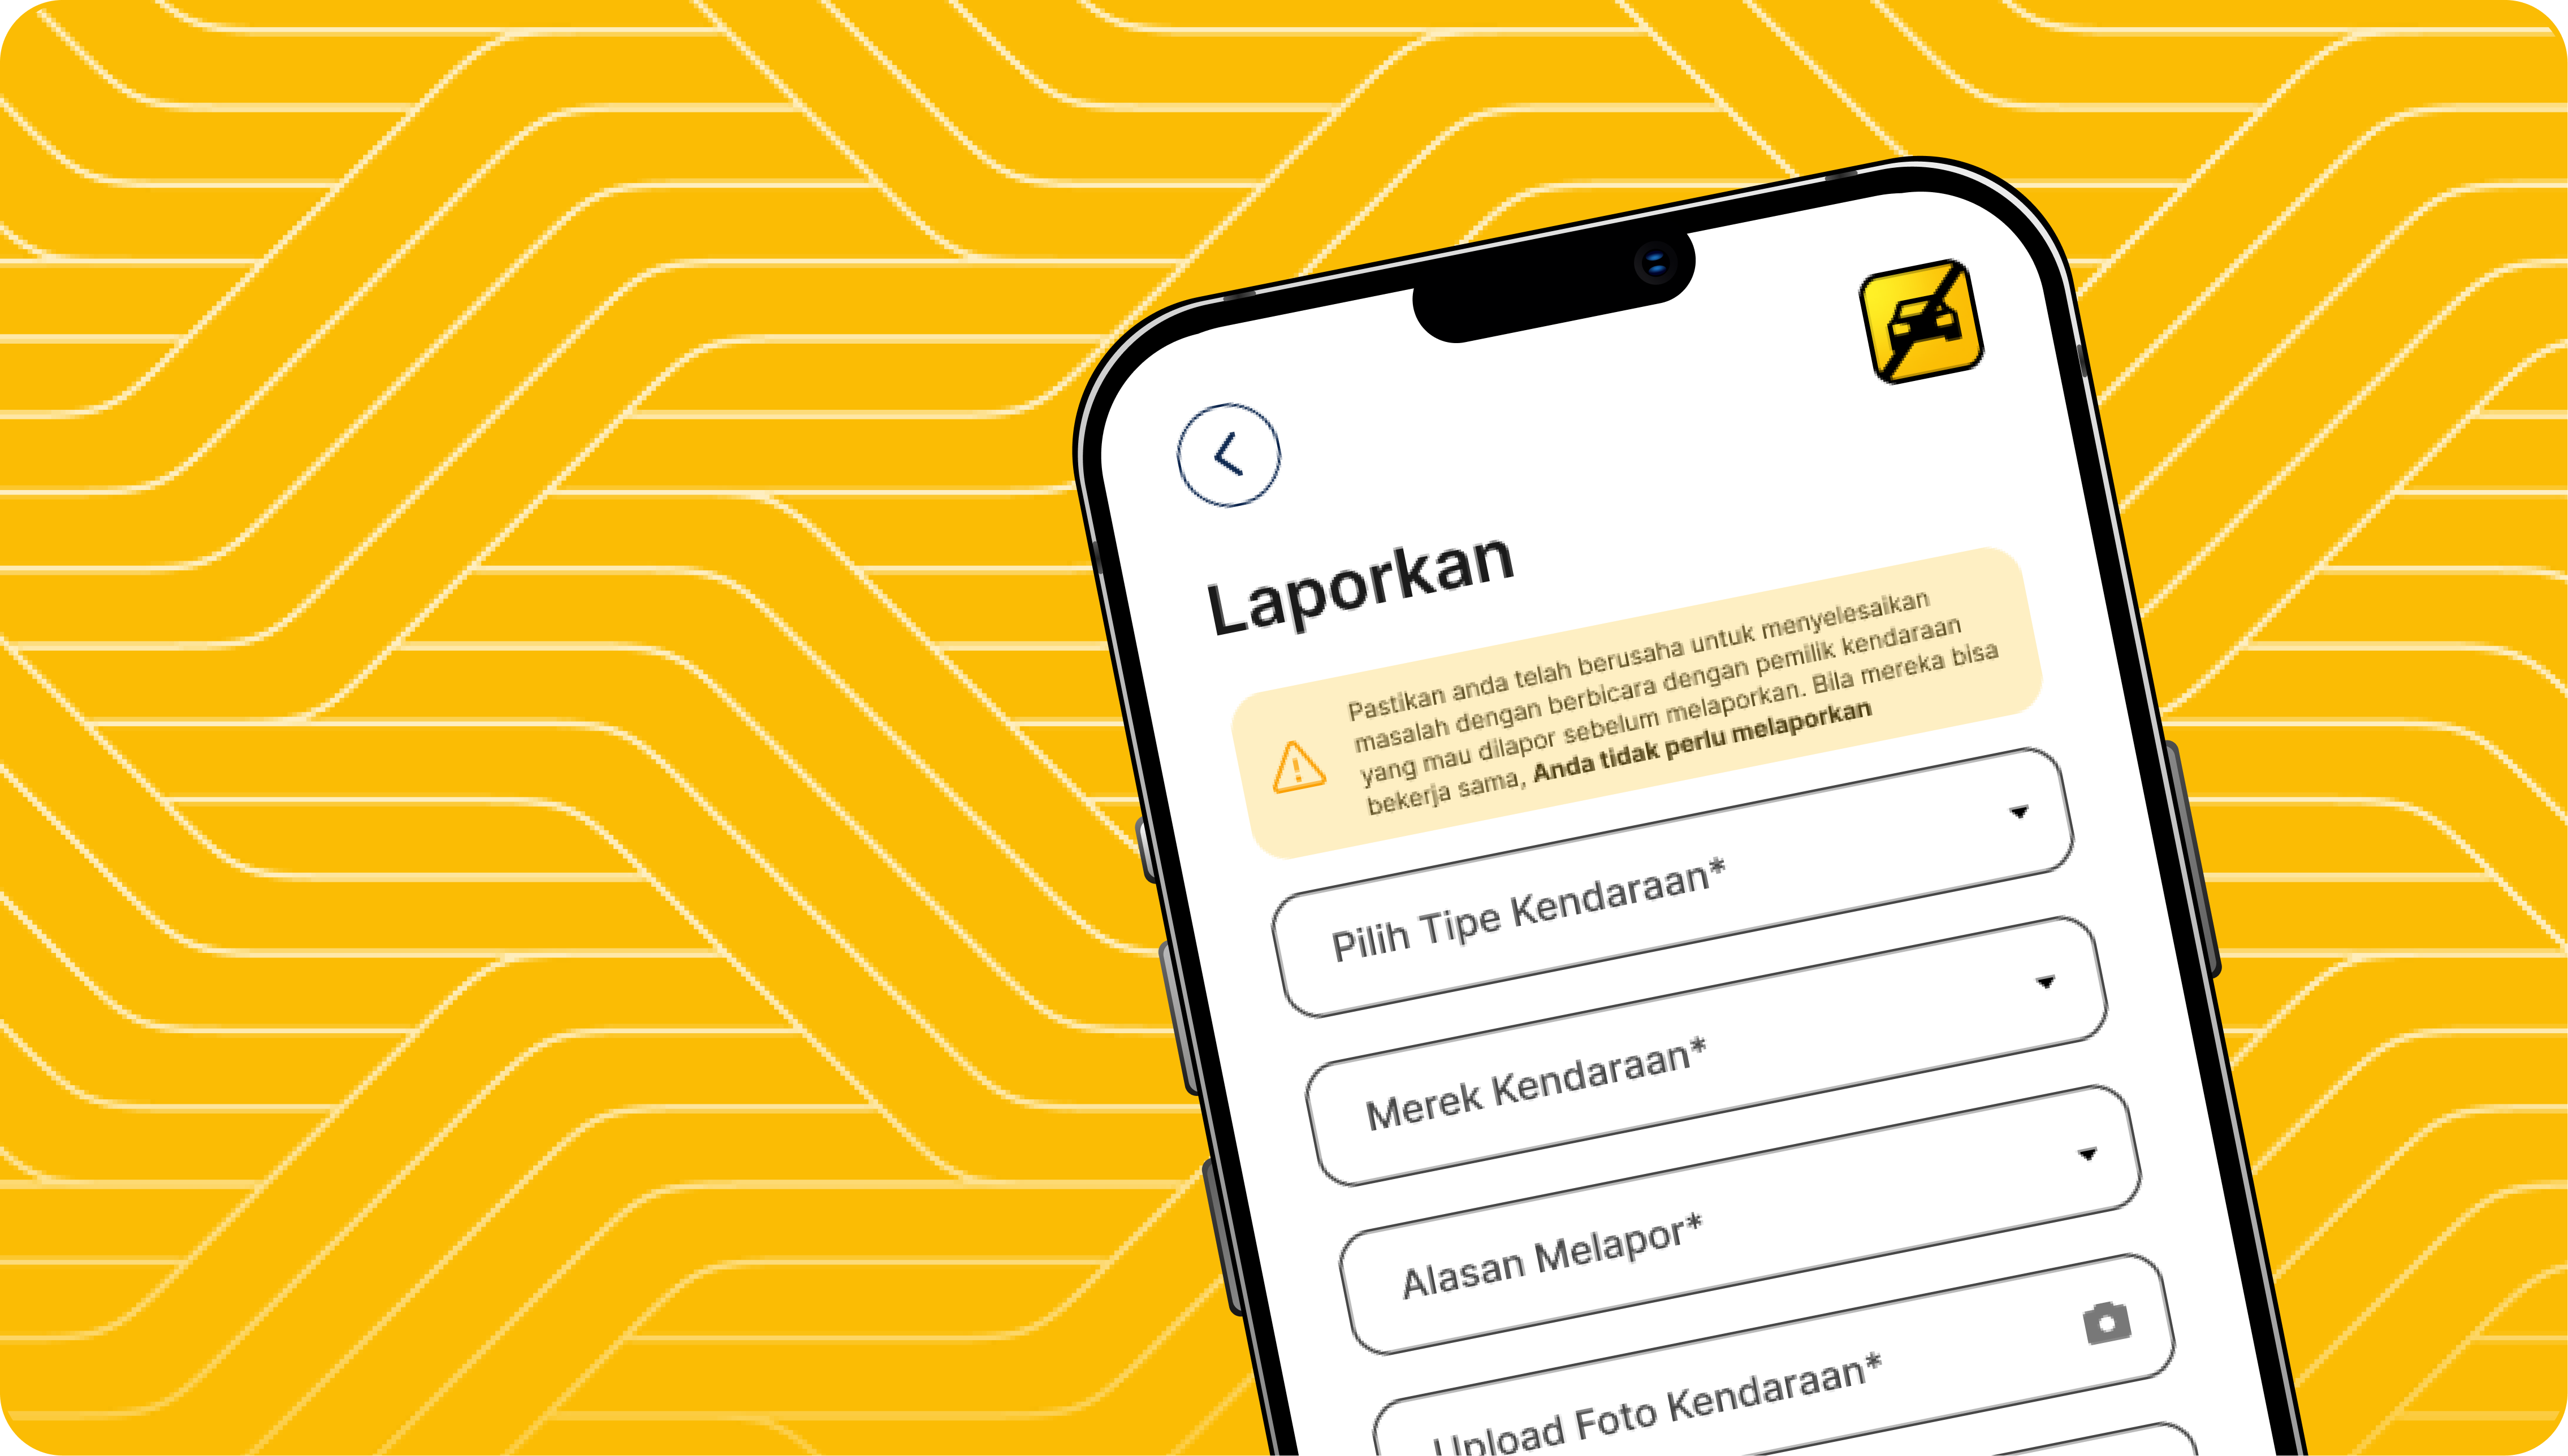 Laporkan
Pastikan anda telah berusaha untuk menyelesaikan
masalah dengan berbicara dengan pemilik kendaraan
yang mau dilapor sebelum melaporkan. Bila mereka bisa
bekerja sama, Anda tidak perlu melaporkan
Pilih Tipe Kendaraan*
Merek Kendaraan*
Alasan Melapor*
Upload Foto Kendaraan*